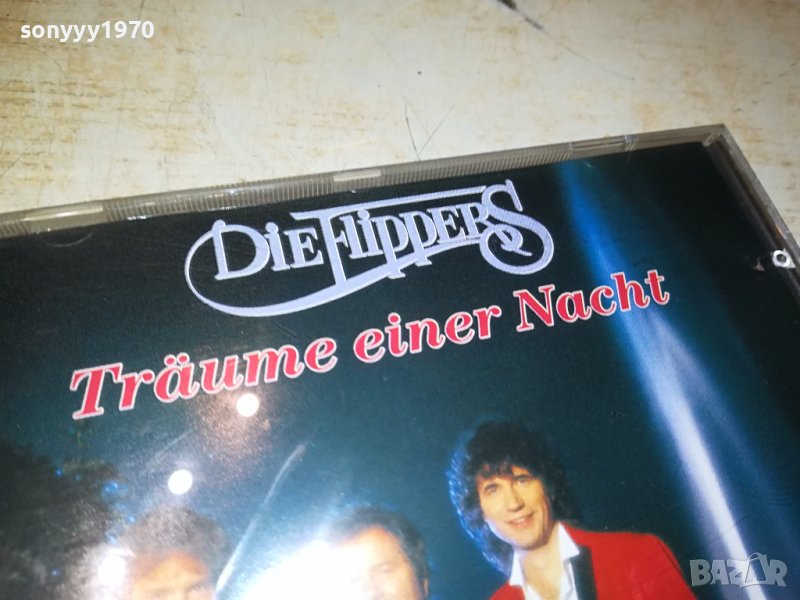 sonyyy1970
Die Flippers
Träume einer Nacht
BAZAR